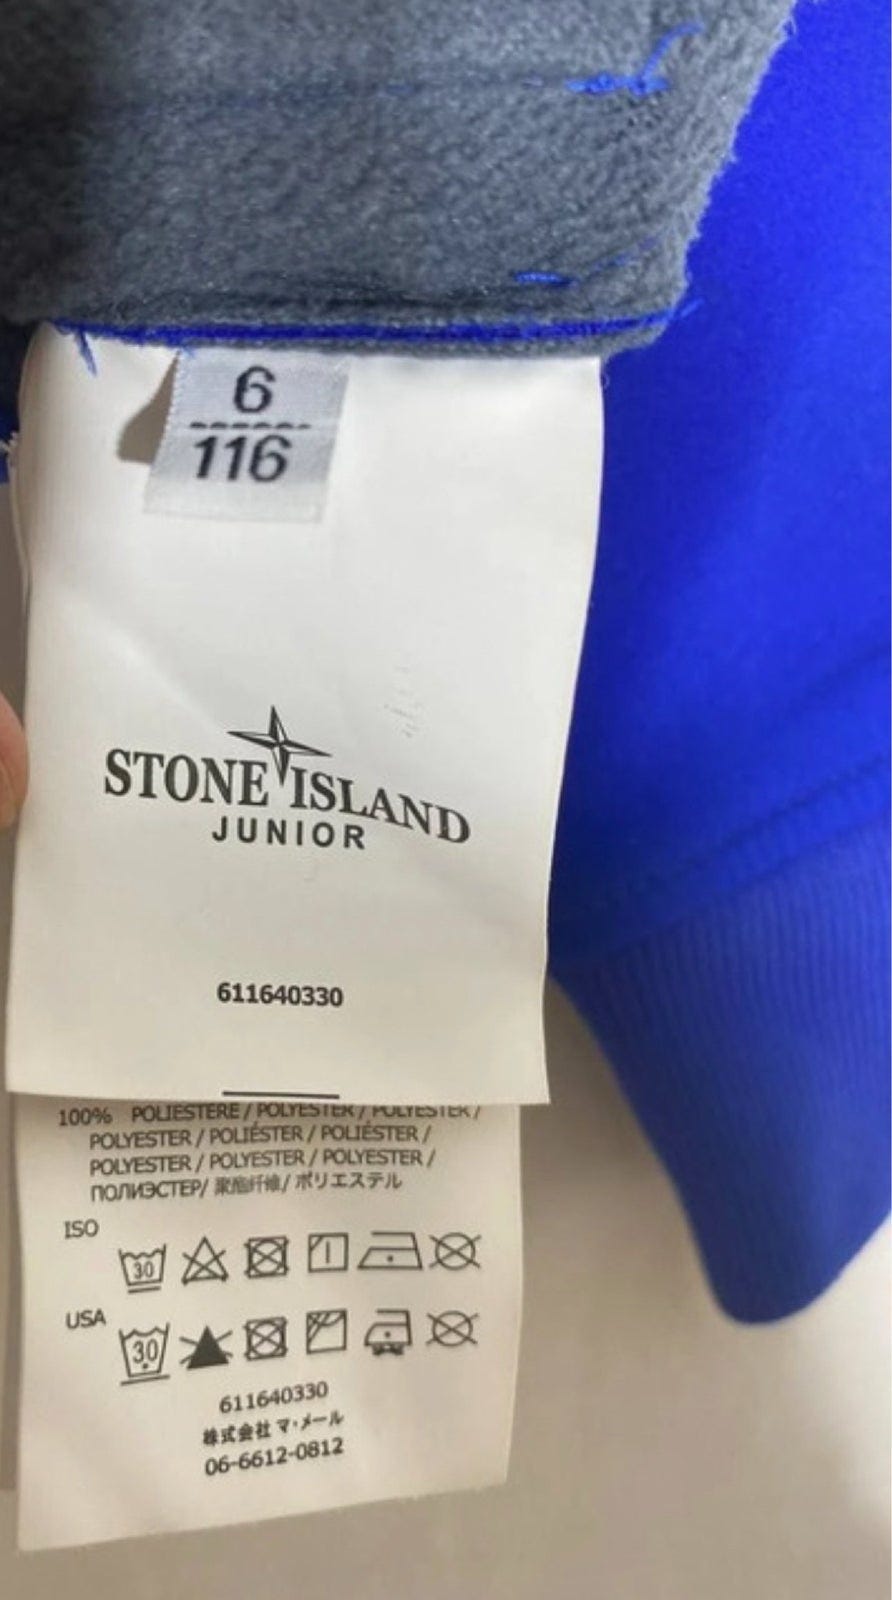 6
116
STONE ISLAND
JUNIOR
611640330
100% POLIESTERE / POLYESTER / POLYESTER /
POLYESTER / POLIÉSTER / POLIÉSTER /
POLYESTER / POLYESTER / POLYESTER /
ПОЛИЭСТЕР/ 聚酯纤维/ ポリエステル
ISO
30
USA
30
611640330
株式会社 マ・メール
06-6612-0812